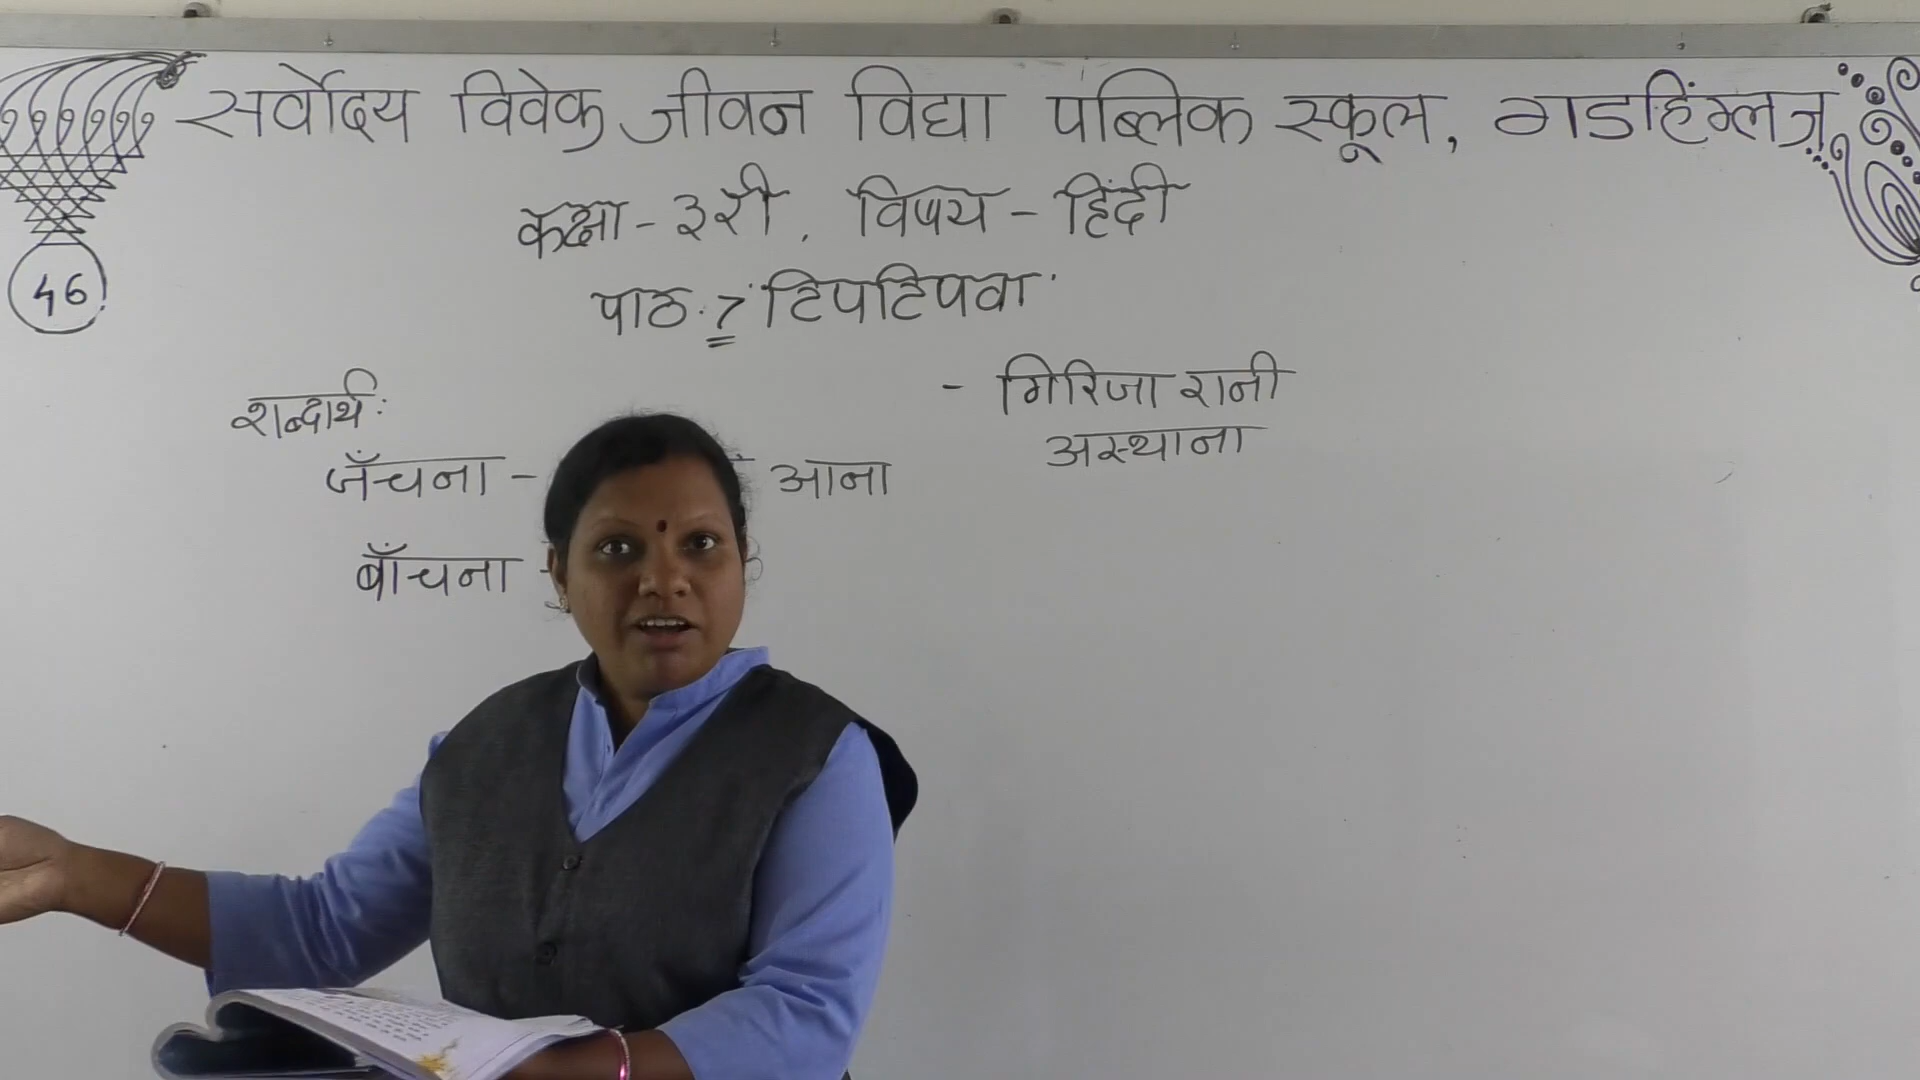 सर्वोदय विवेक जीवन विद्या पब्लिक स्कूल, गडहिंग्लज
कक्षा - ३री. विषय - हिंदी
46
पाठ. 7. टिपटिपवा
- गिरिजा रानी
अस्थाना
शब्दार्थ:
जँचना - आना
बाँचना -